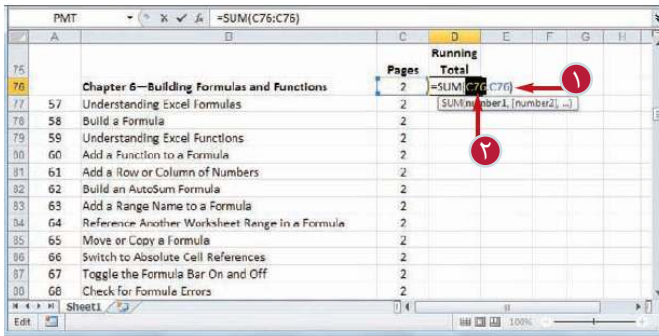 PMT =SUM(C76:C76)
A B C D E F G H
Running
75 Pages Total
76 Chapter 6—Building Formulas and Functions 2 =SUM(C76:C76) ۱
77 57 Understanding Excel Formulas 2 SUM(number1, [number2], ...)
78 58 Build a Formula 2 ۲
79 59 Understanding Excel Functions 2
80 60 Add a Function to a Formula 2
81 61 Add a Row or Column of Numbers 2
82 62 Build an AutoSum Formula 2
83 63 Add a Range Name to a Formula 2
84 64 Reference Another Worksheet Range in a Formula 2
85 65 Move or Copy a Formula 2
86 66 Switch to Absolute Cell References 2
87 67 Toggle the Formula Bar On and Off 2
88 68 Check for Formula Errors 2
Sheet1
Edit 100%